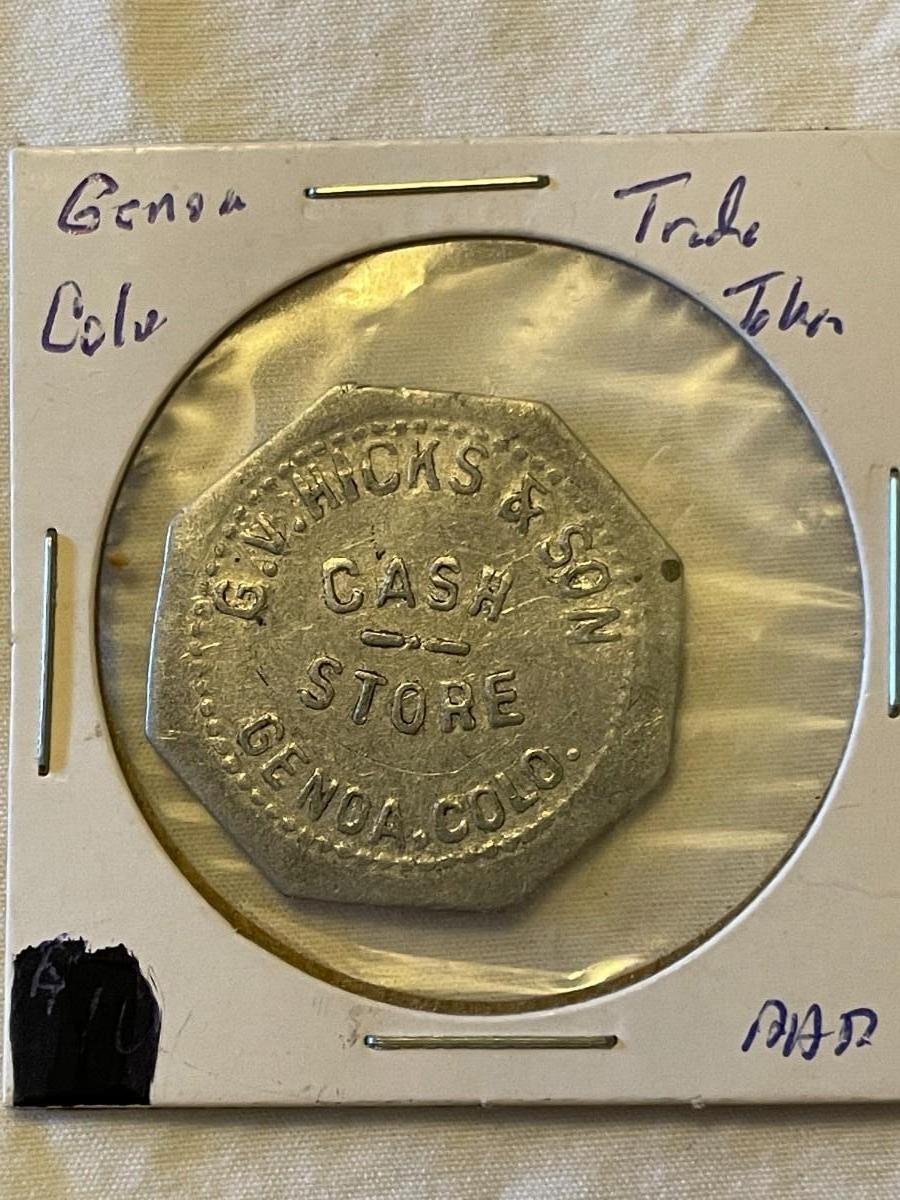 Genoa
Colo
Trade
Token
G.V. HICKS & SON
CASH
STORE
GENOA, COLO.